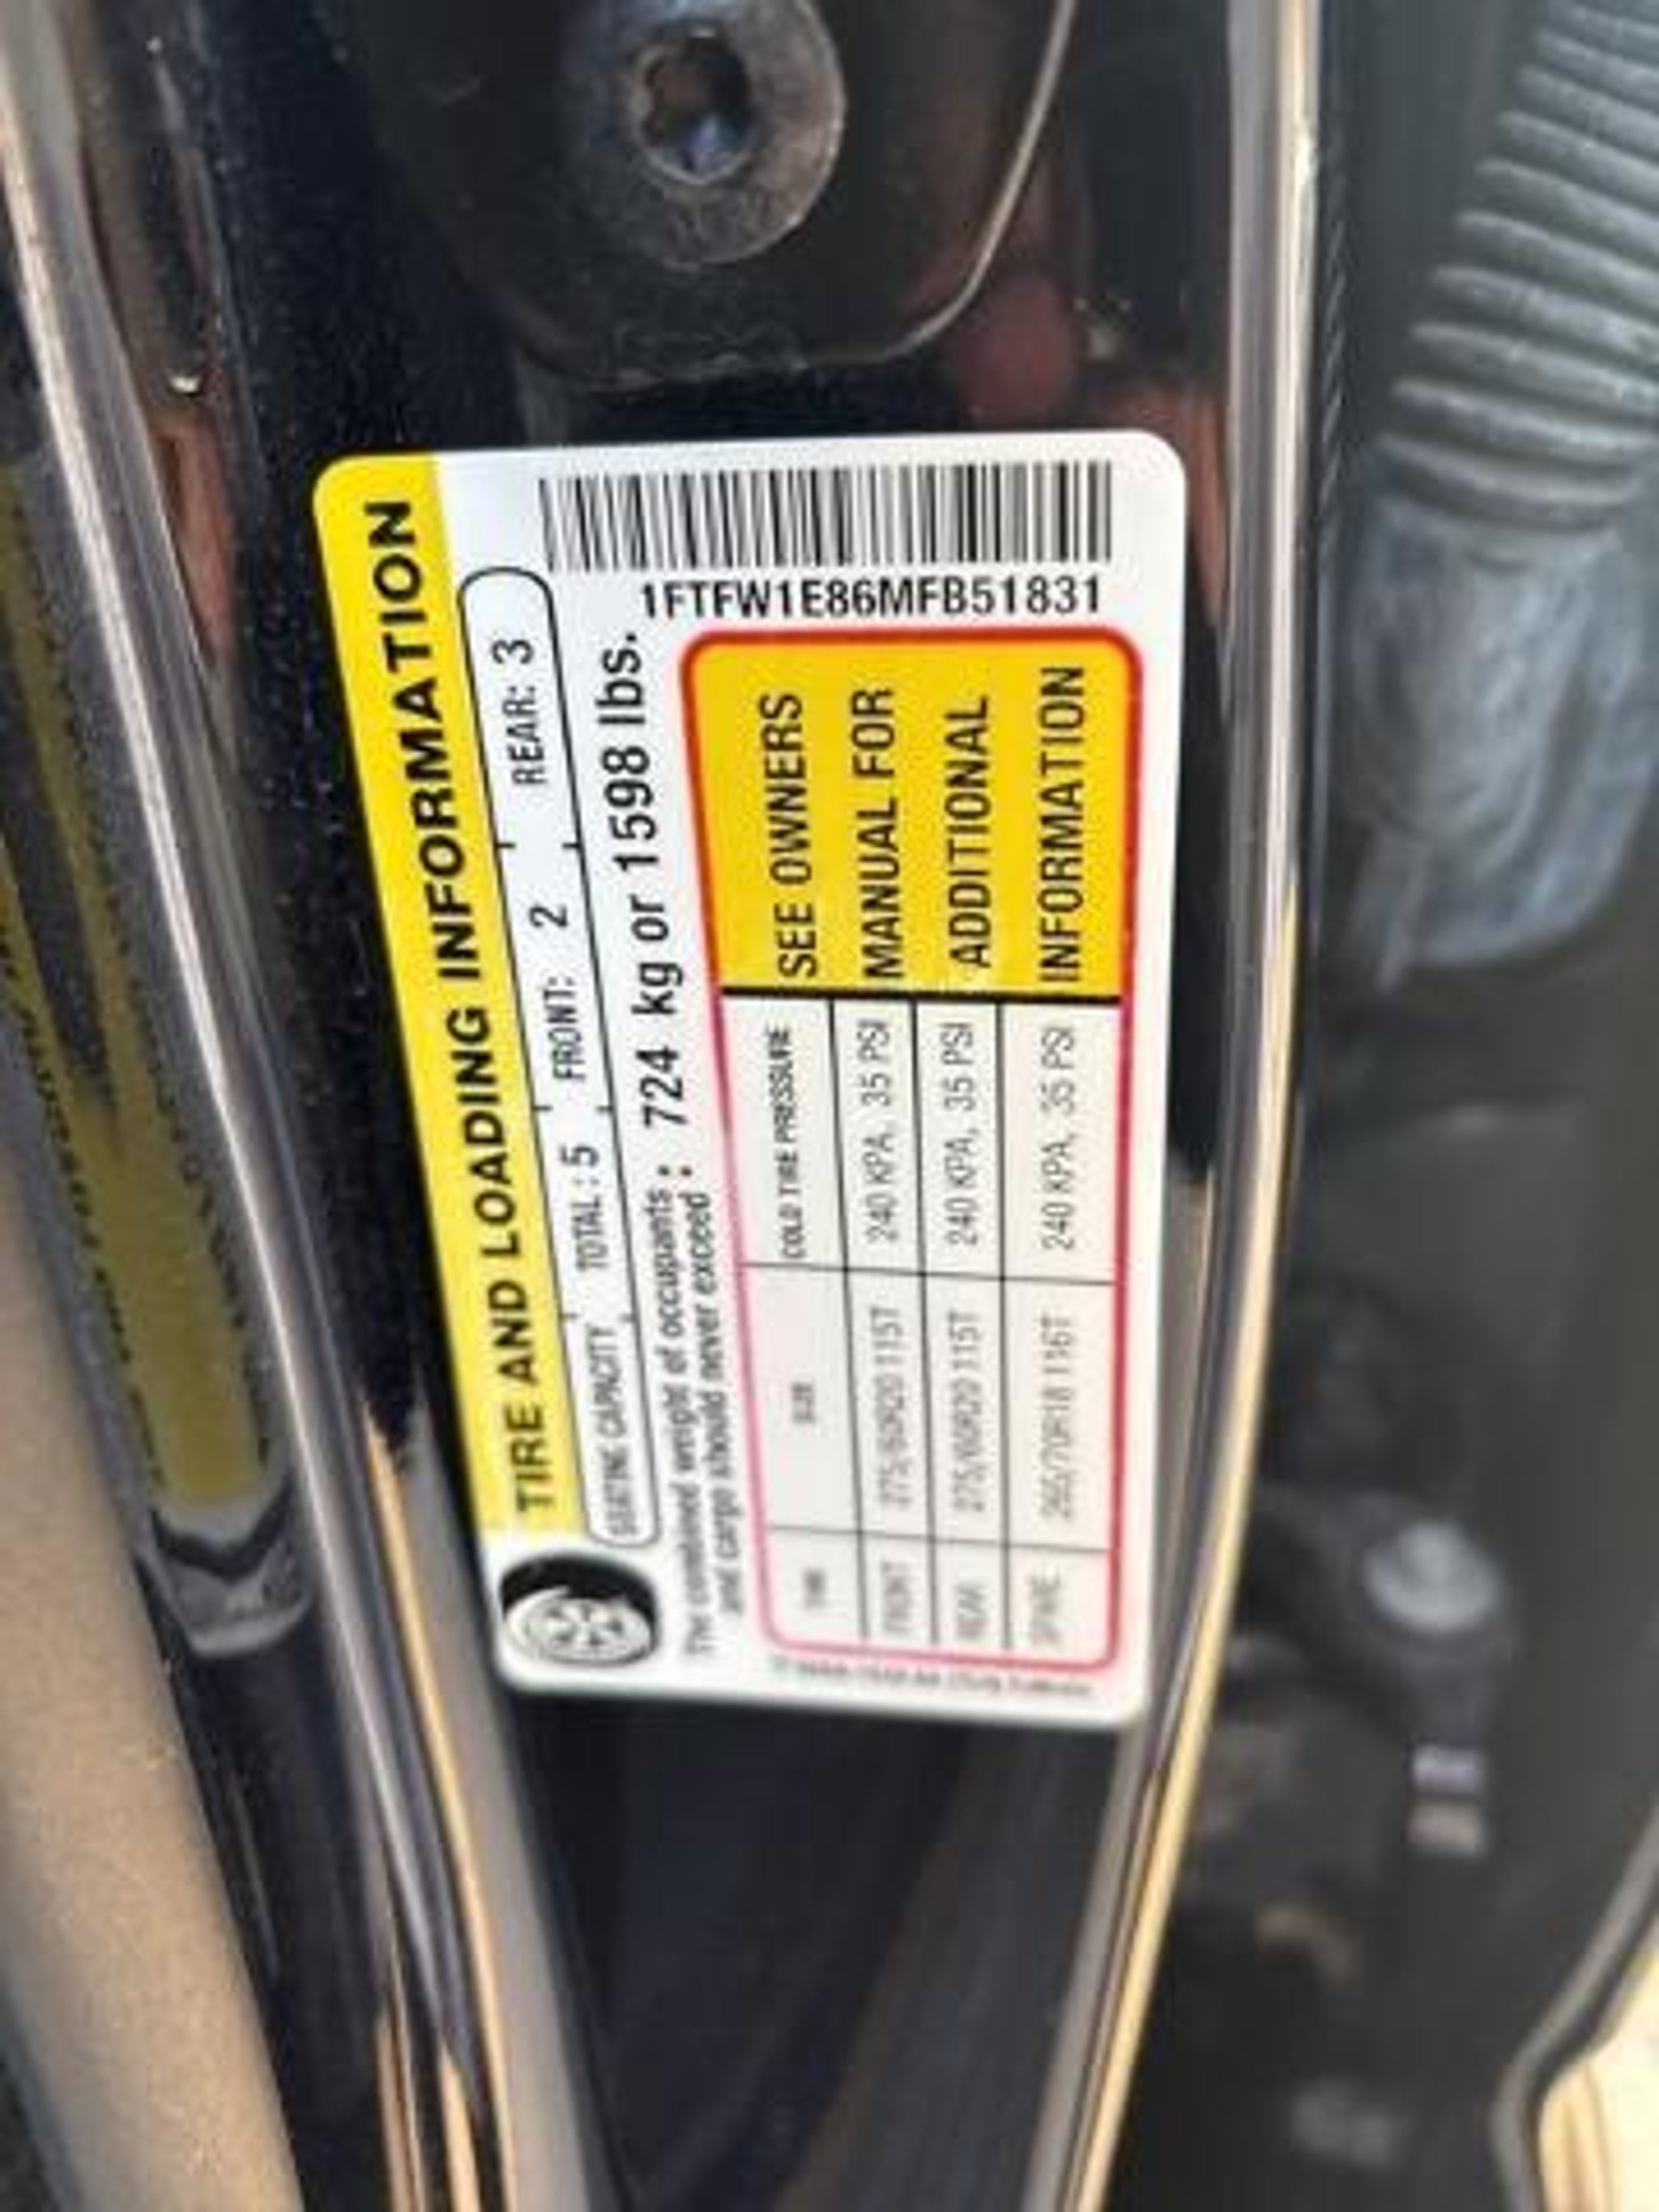 TIRE AND LOADING INFORMATION
SEATING CAPACITY TOTAL : 5 FRONT: 2 REAR: 3
The combined weight of occupants : 724 kg or 1598 lbs.
and cargo should never exceed :
1FTFW1E86MFB51831
TIRE SIZE COLD TIRE PRESSURE
FRONT 275/60R20 115T 240 KPA, 35 PSI
REAR 275/60R20 115T 240 KPA, 35 PSI
SPARE 265/70R18 116T 240 KPA, 35 PSI
SEE OWNERS
MANUAL FOR
ADDITIONAL
INFORMATION